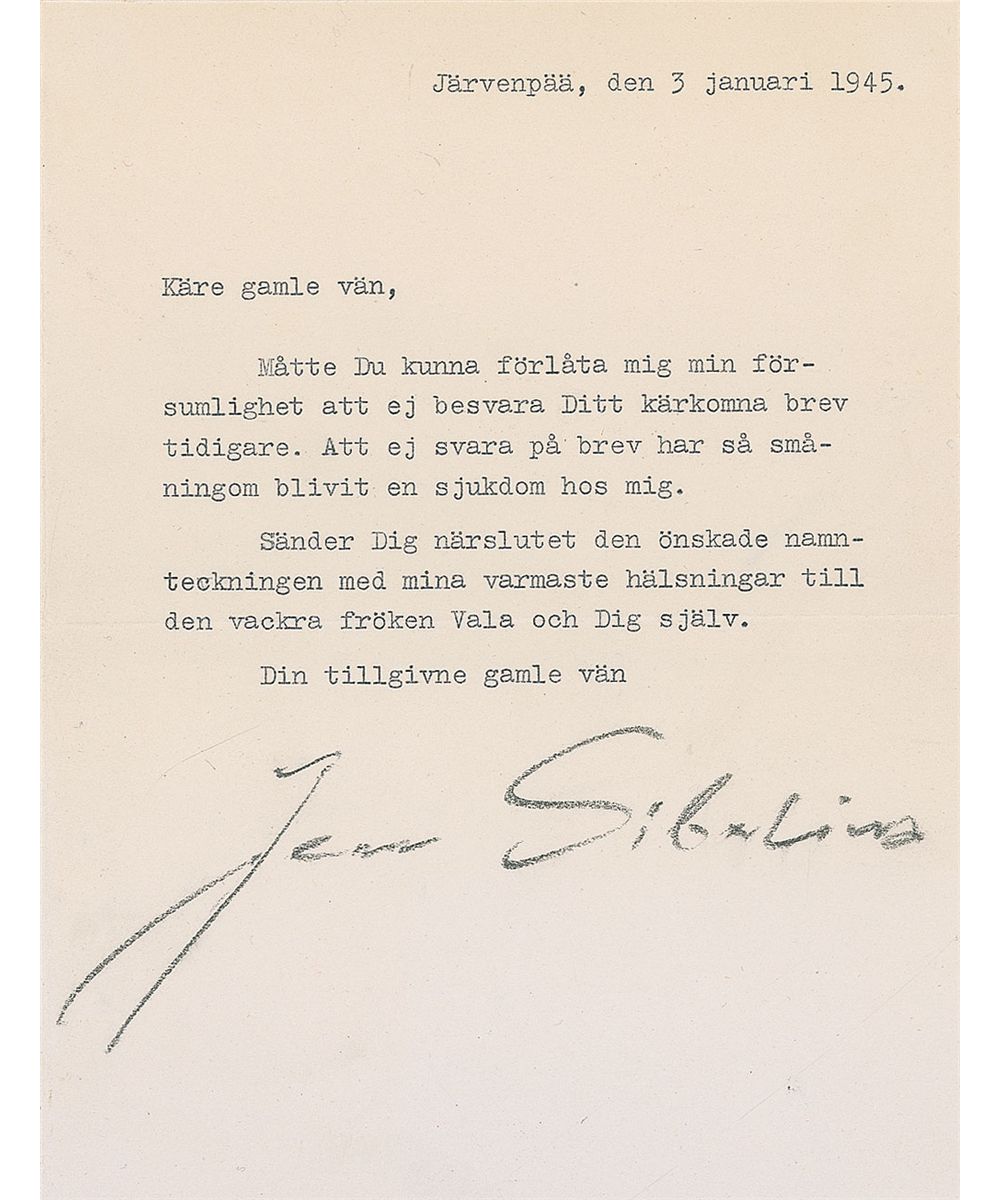 Järvenpää, den 3 januari 1945.
Käre gamle vän,
Måtte Du kunna förlåta mig min för-
sumlighet att ej besvara Ditt kärkomna brev
tidigare. Att ej svara på brev har så små-
ningom blivit en sjukdom hos mig.
Sänder Dig närslutet den önskade namn-
teckningen med mina varmaste hälsningar till
den vackra fröken Vala och Dig själv.
Din tillgivne gamle vän
Jean Sibelius